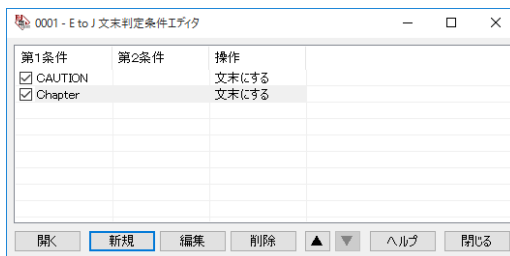 0001 - E to J 文末判定条件エディタ
第1条件 第2条件 操作
CAUTION 文末にする
Chapter 文末にする
開く 新規 編集 削除 ▲ ▼ ヘルプ 閉じる